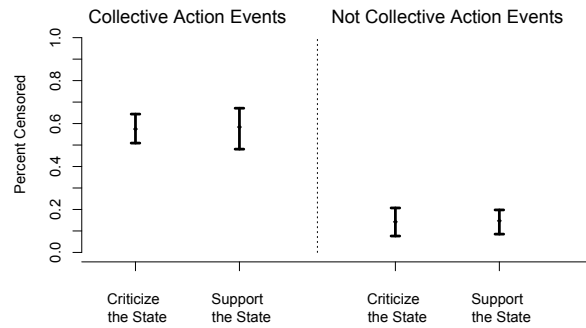 Collective Action Events
Not Collective Action Events
Percent Censored
1.0
0.8
0.6
0.4
0.2
0.0
Criticize
the State
Support
the State
Criticize
the State
Support
the State